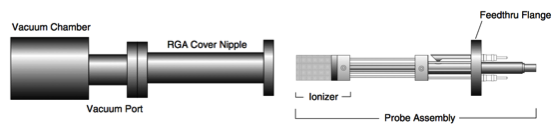 Vacuum Chamber
RGA Cover Nipple
Vacuum Port
Feedthru Flange
Ionizer
Probe Assembly